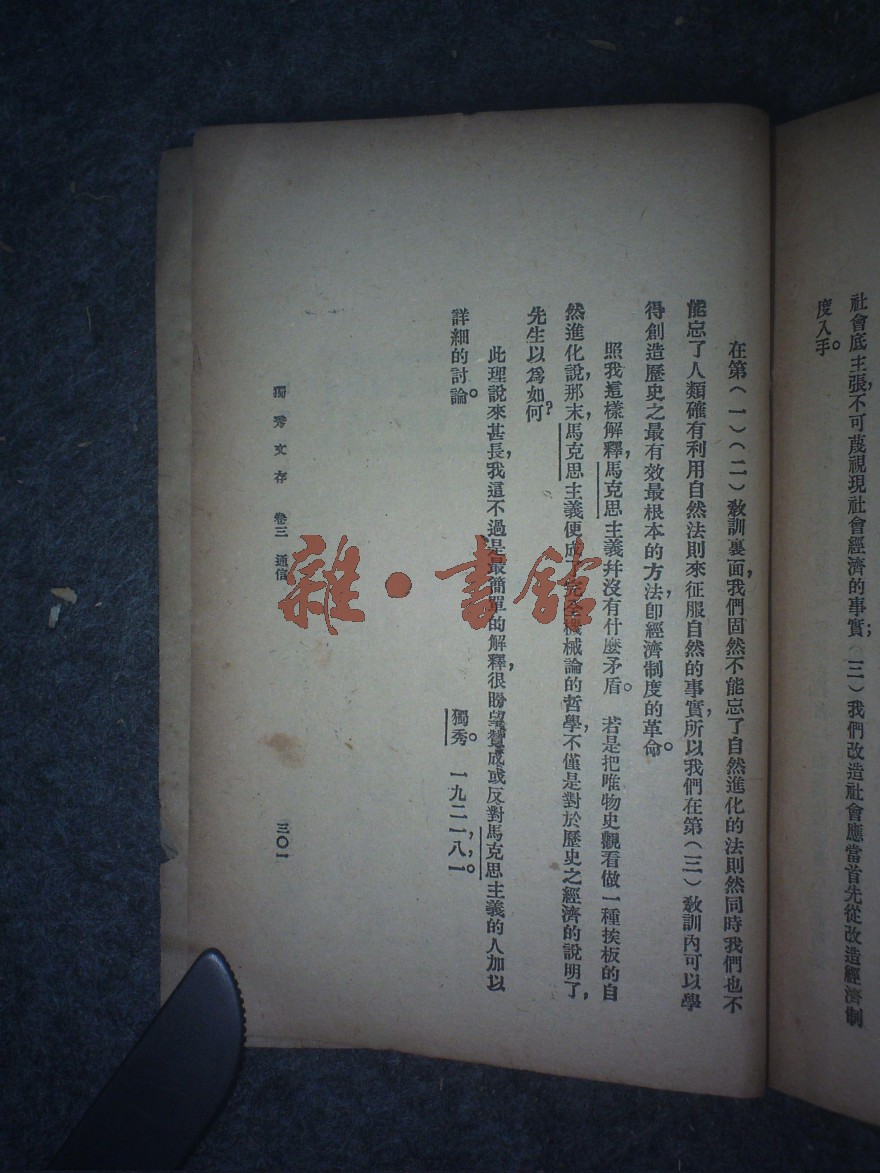 社會底主張，不可蔑視現社會經濟的事實；（三）我們改造社會應當首先從改造經濟制
度入手。
在第（一）（二）教訓裏面，我們固然不能忘了自然進化的法則，然同時我們也不
能忘了人類確有利用自然法則來征服自然的事實，所以我們在第（三）教訓內可以學
得創造歷史之最有效最根本的方法，即經濟制度的革命。
照我這樣解釋，馬克思主義幷沒有什麼矛盾。若是把唯物史觀看做一種挨板的自
然進化說，那末，馬克思主義便成了完全機械論的哲學，不僅是對於歷史之經濟的說明了，
先生以爲如何？
此理說來甚長，我這不過是最簡單的解釋，很盼望贊成或反對馬克思主義的人加以
詳細的討論。
獨秀。一九二一，八，一。
獨秀文存 卷三 通信
三〇一
雜·書館